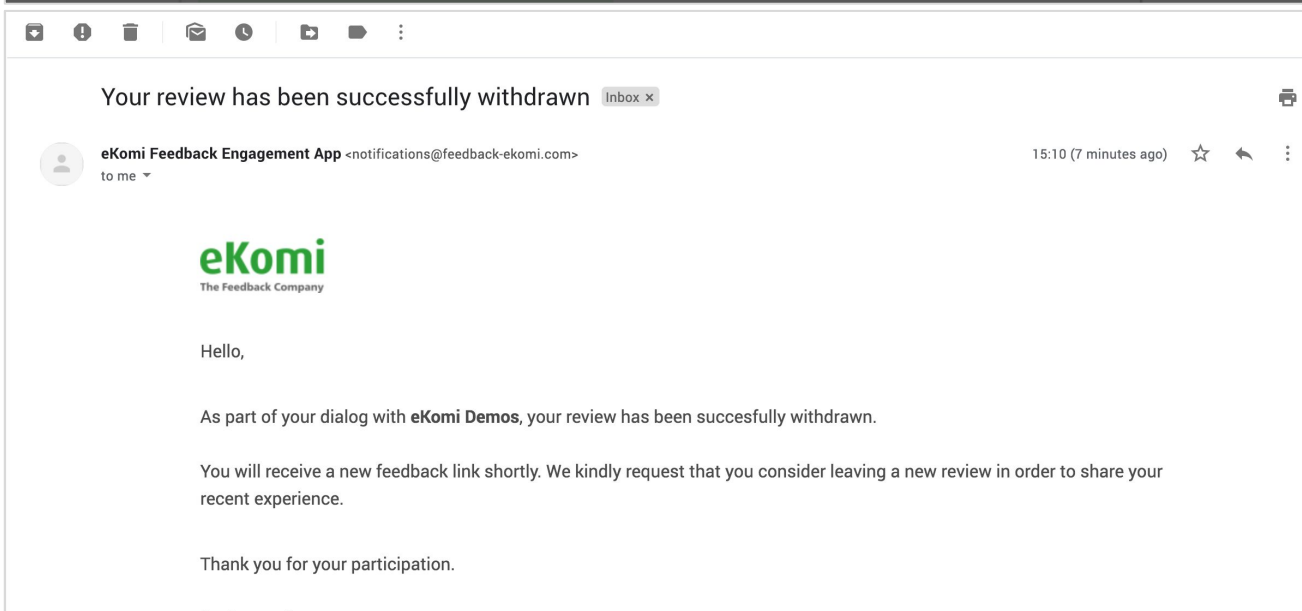 Your review has been successfully withdrawn Inbox ×
eKomi Feedback Engagement App <notifications@feedback-ekomi.com> 15:10 (7 minutes ago)
to me
eKomi
The Feedback Company
Hello,
As part of your dialog with eKomi Demos, your review has been succesfully withdrawn.
You will receive a new feedback link shortly. We kindly request that you consider leaving a new review in order to share your
recent experience.
Thank you for your participation.